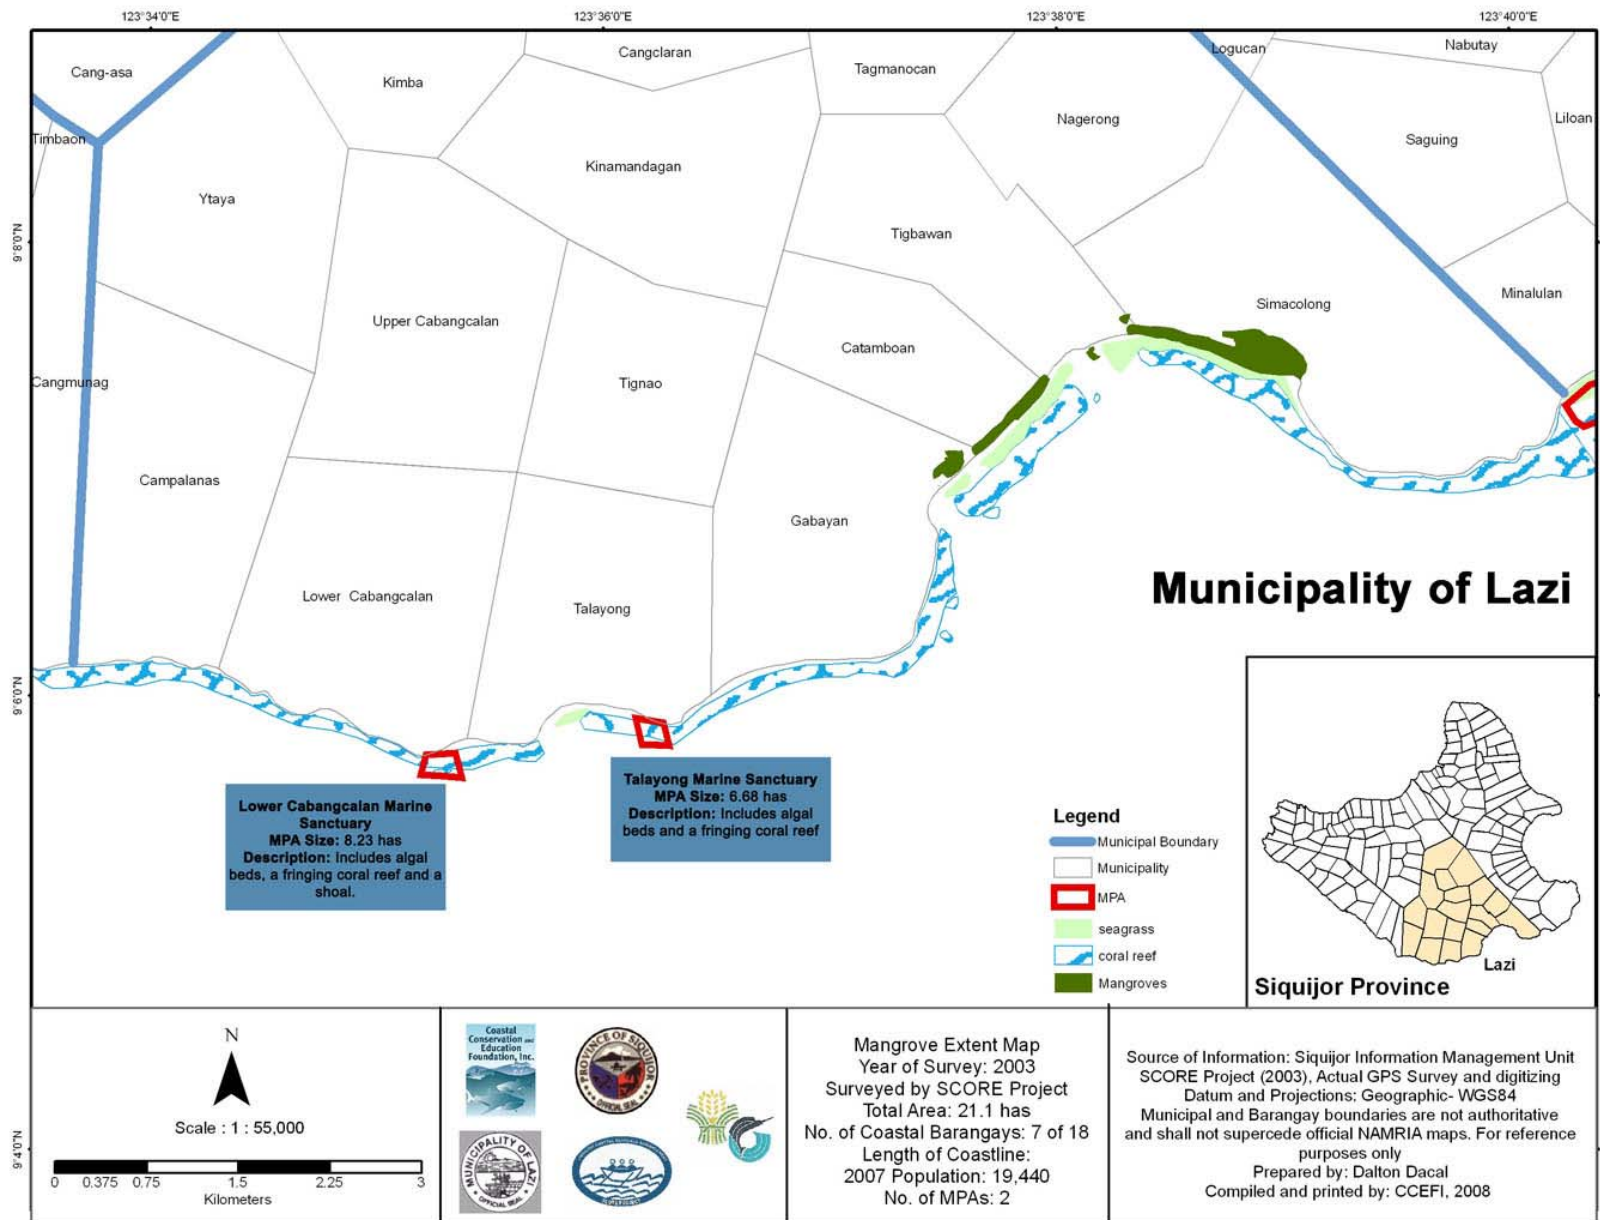 123°34'0"E
123°36'0"E
123°38'0"E
123°40'0"E
Cang-asa
Kimba
Cangclaran
Tagmanocan
Logucan
Nabutay
Timbaon
Nagerong
Saguing
Liloan
Kinamandagan
Ytaya
9°8'0"N
Tigbawan
Upper Cabangcalan
Simacolong
Minalulan
Catamboan
Cangmunag
Tignao
Campalanas
Gabayan
Lower Cabangcalan
Talayong
Municipality of Lazi
9°6'0"N
Lower Cabangcalan Marine
Sanctuary
MPA Size: 8.23 has
Description: Includes algal
beds, a fringing coral reef and a
shoal.
Talayong Marine Sanctuary
MPA Size: 6.68 has
Description: Includes algal
beds and a fringing coral reef
Legend
Municipal Boundary
Municipality
MPA
seagrass
coral reef
Mangroves
Lazi
Siquijor Province
9°4'0"N
N
Scale : 1 : 55,000
0 0.375 0.75 1.5 2.25 3
Kilometers
Coastal
Conservation and
Education
Foundation, Inc.
PROVINCE OF SIQUIJOR
OFFICIAL SEAL
MUNICIPALITY OF LAZI
OFFICIAL SEAL
Mangrove Extent Map
Year of Survey: 2003
Surveyed by SCORE Project
Total Area: 21.1 has
No. of Coastal Barangays: 7 of 18
Length of Coastline:
2007 Population: 19,440
No. of MPAs: 2
Source of Information: Siquijor Information Management Unit
SCORE Project (2003), Actual GPS Survey and digitizing
Datum and Projections: Geographic- WGS84
Municipal and Barangay boundaries are not authoritative
and shall not supercede official NAMRIA maps. For reference
purposes only
Prepared by: Dalton Dacal
Compiled and printed by: CCEFI, 2008